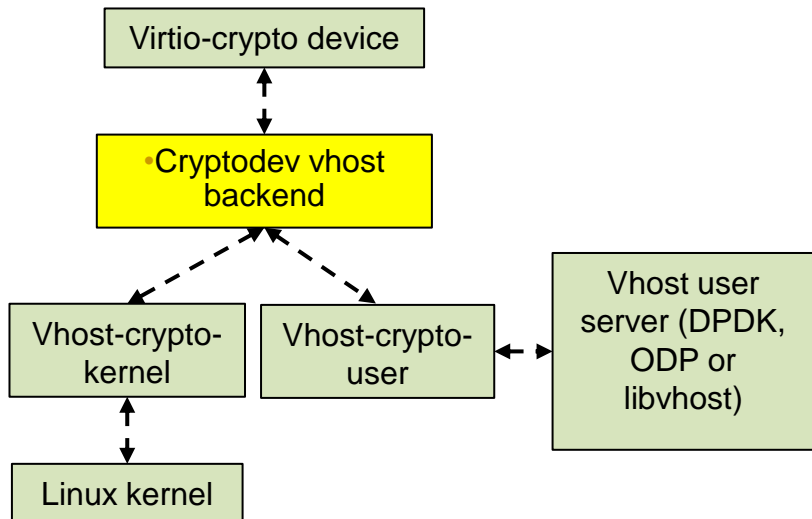 Virtio-crypto device
•Cryptodev vhost
backend
Vhost-crypto-
kernel
Vhost-crypto-
user
Vhost user
server (DPDK,
ODP or
libvhost)
Linux kernel